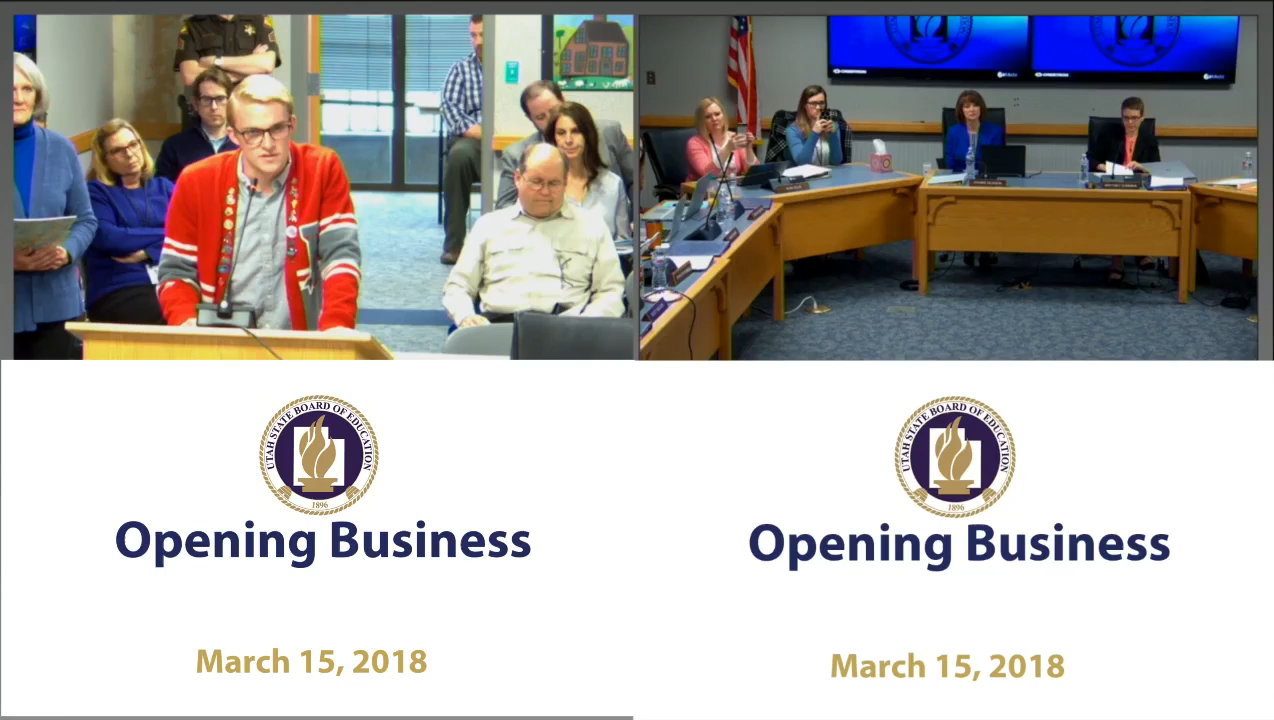 UTAH STATE BOARD OF EDUCATION
1896
Opening Business
March 15, 2018
UTAH STATE BOARD OF EDUCATION
1896
Opening Business
March 15, 2018